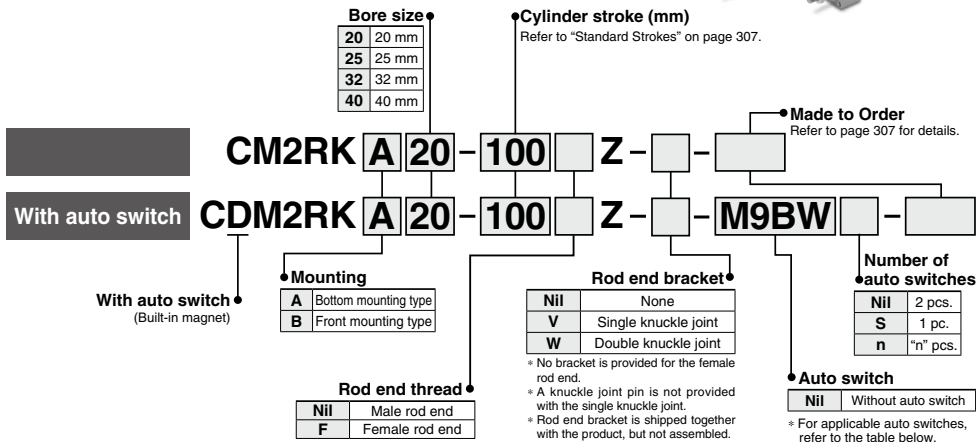 Bore size
20 20 mm
25 25 mm
32 32 mm
40 40 mm
Cylinder stroke (mm)
Refer to “Standard Strokes” on page 307.
Made to Order
Refer to page 307 for details.
CM2RK A 20 – 100 Z – –
With auto switch CDM2RK A 20 – 100 Z – – M9BW –
With auto switch
(Built-in magnet)
Mounting
A Bottom mounting type
B Front mounting type
Rod end thread
Nil Male rod end
F Female rod end
Rod end bracket
Nil None
V Single knuckle joint
W Double knuckle joint
* No bracket is provided for the female
rod end.
* A knuckle joint pin is not provided
with the single knuckle joint.
* Rod end bracket is shipped together
with the product, but not assembled.
Number of
auto switches
Nil 2 pcs.
S 1 pc.
n “n” pcs.
Auto switch
Nil Without auto switch
* For applicable auto switches,
refer to the table below.